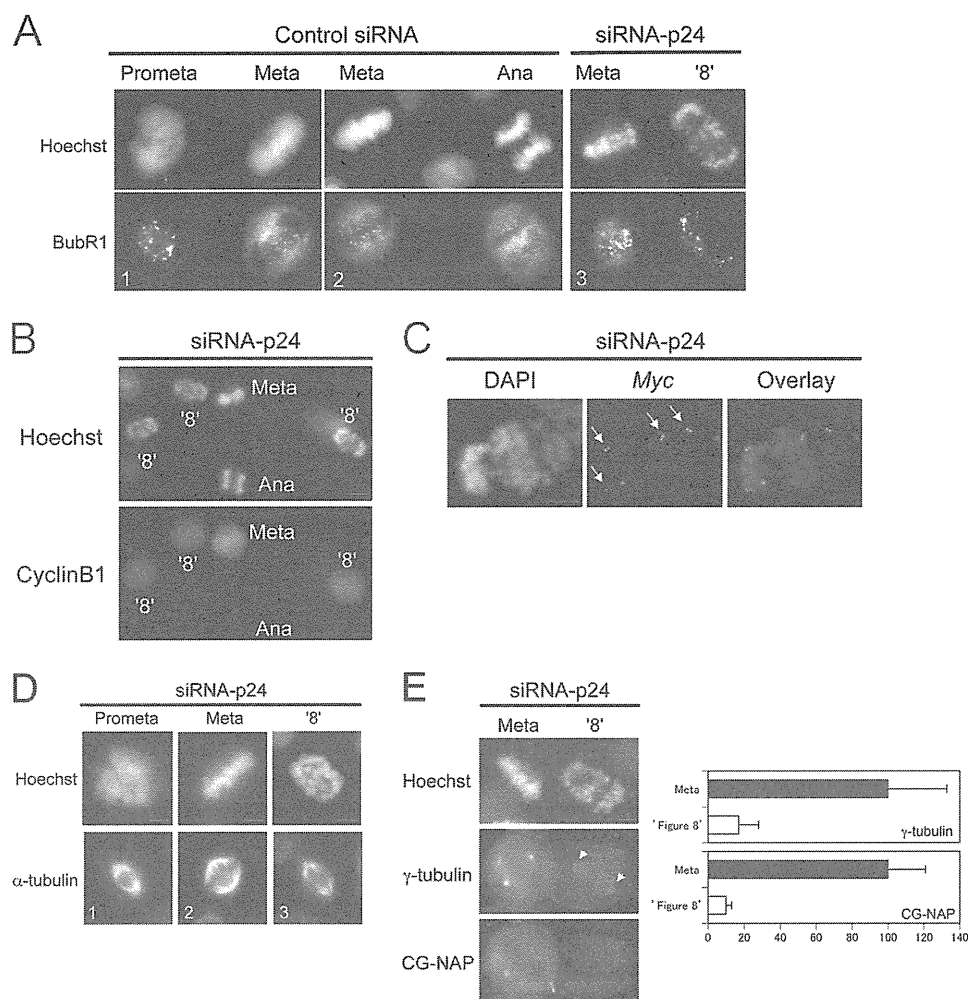 A
Control siRNA siRNA-p24
Prometa Meta Meta Ana Meta '8'
Hoechst
BubR1
1 2 3
B
siRNA-p24
Hoechst
Meta
'8'
'8'
'8'
Ana
CyclinB1
Meta
'8'
'8'
'8'
Ana
C
siRNA-p24
DAPI Myc Overlay
D
siRNA-p24
Prometa Meta '8'
Hoechst
α-tubulin
1 2 3
E
siRNA-p24
Meta '8'
Hoechst
γ-tubulin
CG-NAP
Meta
'Figure 8'
γ-tubulin
Meta
'Figure 8'
CG-NAP
0 20 40 60 80 100 120 140